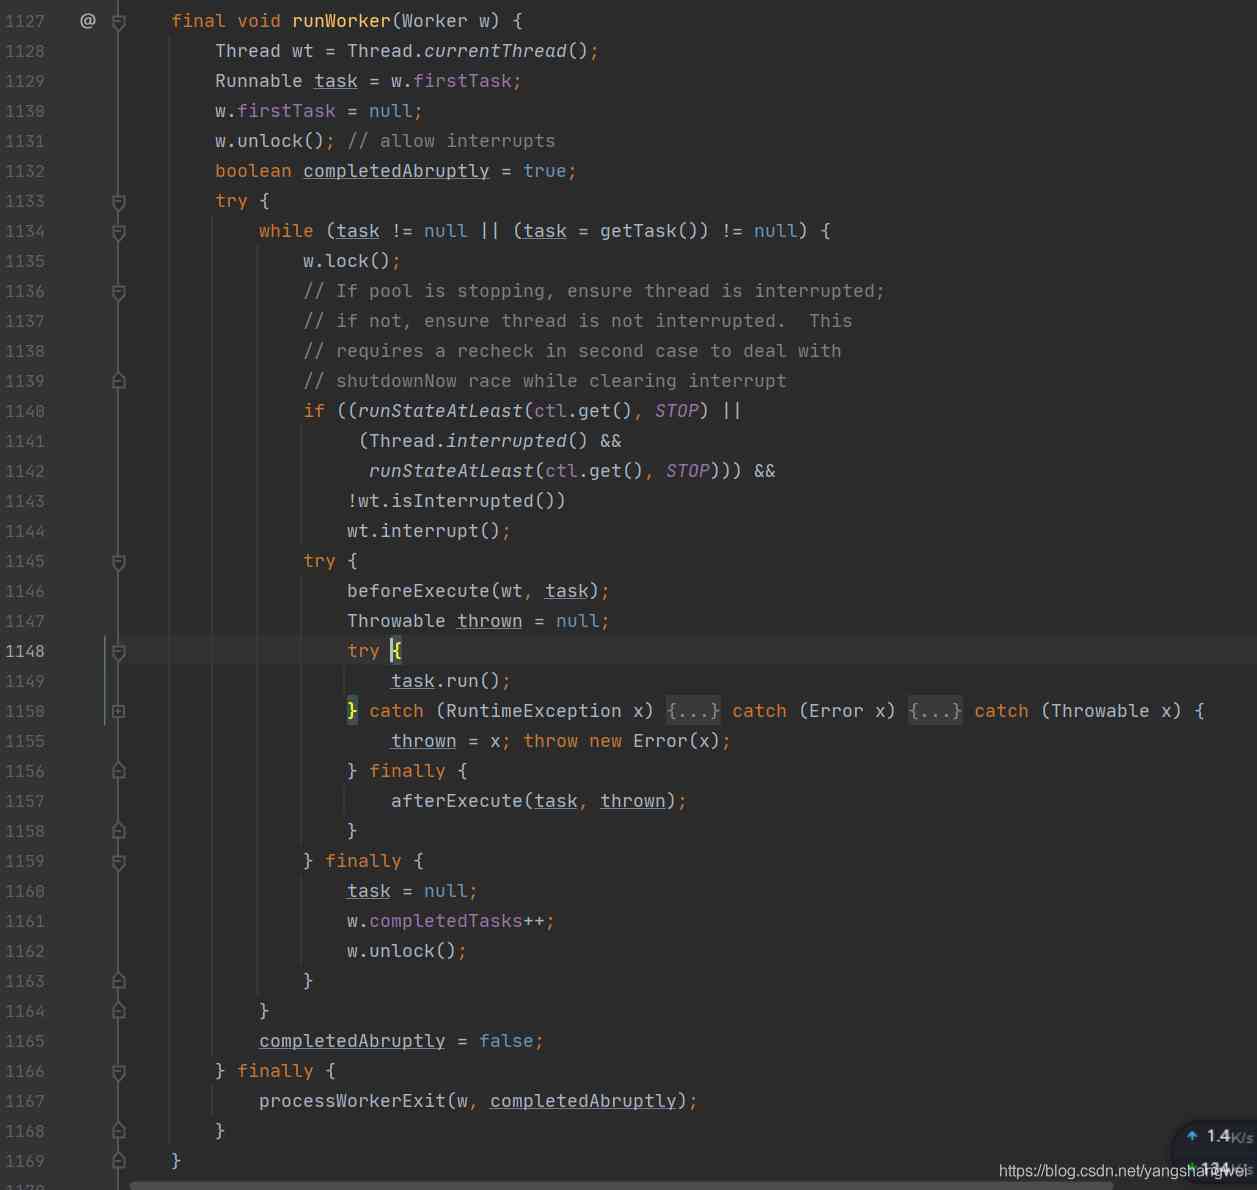 1127 @ final void runWorker(Worker w) {
1128 Thread wt = Thread.currentThread();
1129 Runnable task = w.firstTask;
1130 w.firstTask = null;
1131 w.unlock(); // allow interrupts
1132 boolean completedAbruptly = true;
1133 try {
1134 while (task != null || (task = getTask()) != null) {
1135 w.lock();
1136 // If pool is stopping, ensure thread is interrupted;
1137 // if not, ensure thread is not interrupted.  This
1138 // requires a recheck in second case to deal with
1139 // shutdownNow race while clearing interrupt
1140 if ((runStateAtLeast(ctl.get(), STOP) ||
1141 (Thread.interrupted() &&
1142 runStateAtLeast(ctl.get(), STOP))) &&
1143 !wt.isInterrupted())
1144 wt.interrupt();
1145 try {
1146 beforeExecute(wt, task);
1147 Throwable thrown = null;
1148 try {
1149 task.run();
1150 } catch (RuntimeException x) {...} catch (Error x) {...} catch (Throwable x) {
1155 thrown = x; throw new Error(x);
1156 } finally {
1157 afterExecute(task, thrown);
1158 }
1159 } finally {
1160 task = null;
1161 w.completedTasks++;
1162 w.unlock();
1163 }
1164 }
1165 completedAbruptly = false;
1166 } finally {
1167 processWorkerExit(w, completedAbruptly);
1168 }
1169 }
1.4K/s
134K/s
https://blog.csdn.net/yangshangwei